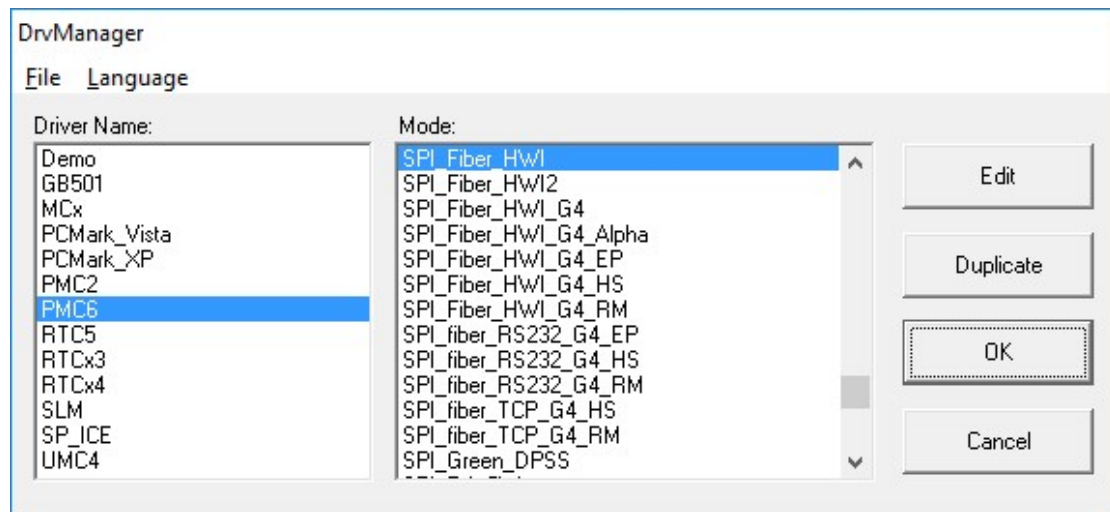 DrvManager
File Language
Driver Name:
Demo
GB501
MCx
PCMark_Vista
PCMark_XP
PMC2
PMC6
RTC5
RTCx3
RTCx4
SLM
SP_ICE
UMC4
Mode:
SPI_Fiber_HWI
SPI_Fiber_HWI2
SPI_Fiber_HWI_G4
SPI_Fiber_HWI_G4_Alpha
SPI_Fiber_HWI_G4_EP
SPI_Fiber_HWI_G4_HS
SPI_Fiber_HWI_G4_RM
SPI_fiber_RS232_G4_EP
SPI_fiber_RS232_G4_HS
SPI_fiber_RS232_G4_RM
SPI_fiber_TCP_G4_HS
SPI_fiber_TCP_G4_RM
SPI_Green_DPSS
Edit
Duplicate
OK
Cancel